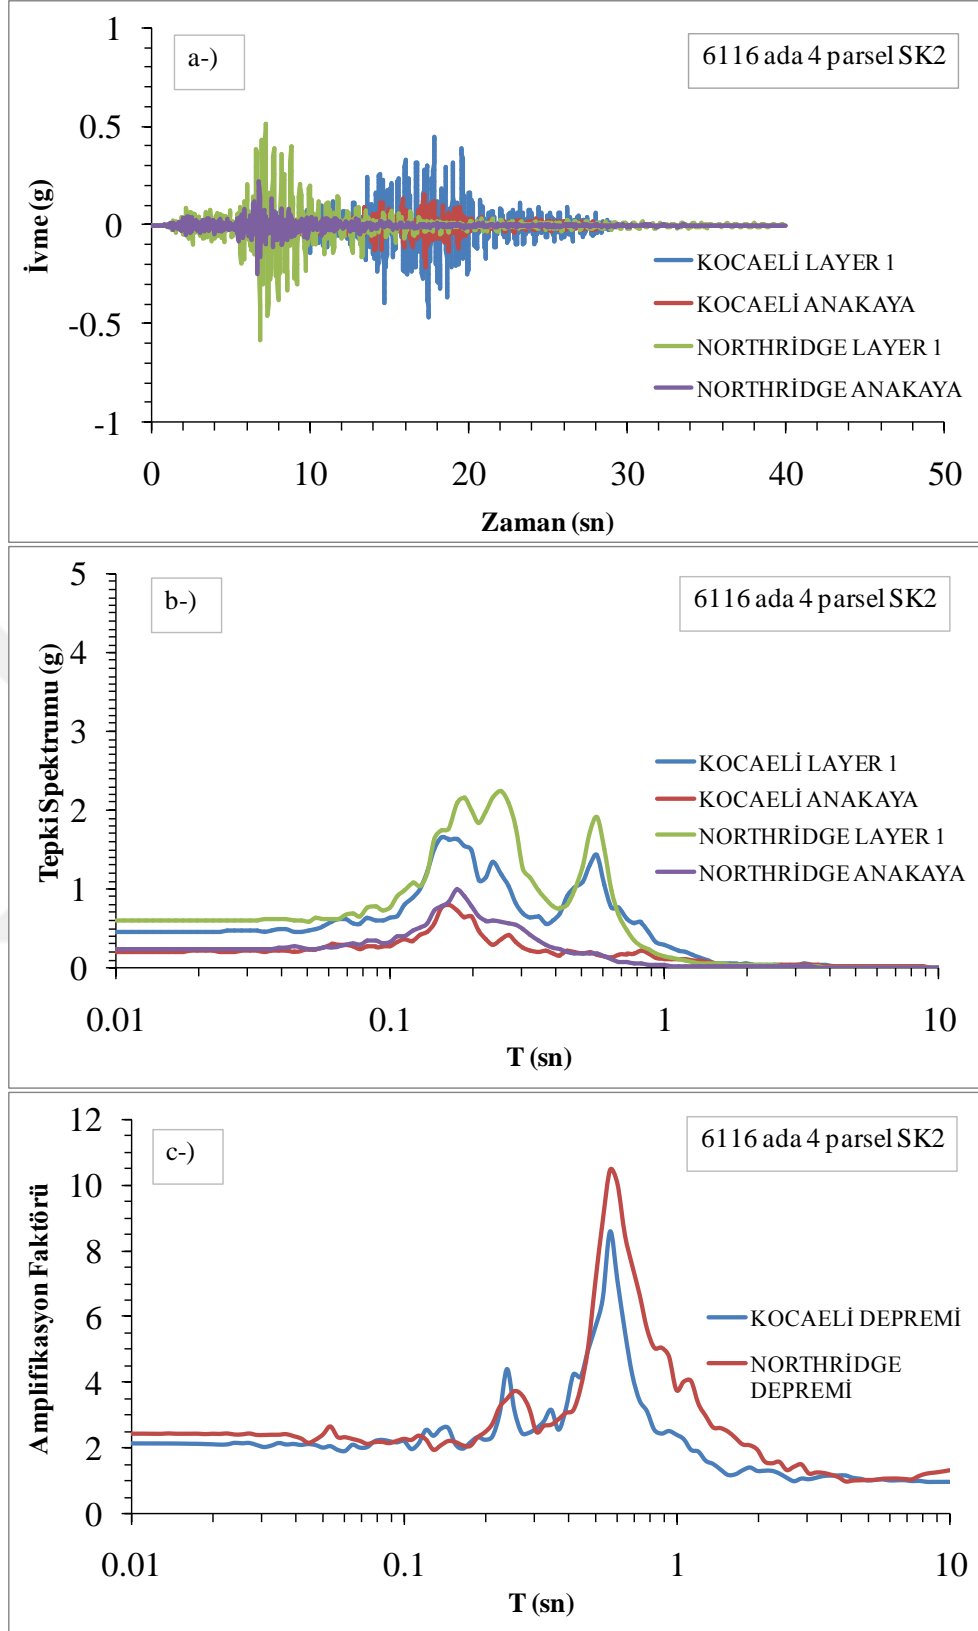 a-)
6116 ada 4 parsel SK2
1
0.5
0
-0.5
-1
İvme (g)
KOCAELİ LAYER 1
KOCAELİ ANAKAYA
NORTHRİDGE LAYER 1
NORTHRİDGE ANAKAYA
0 10 20 30 40 50
Zaman (sn)
b-)
6116 ada 4 parsel SK2
5
4
3
2
1
0
Tepki Spektrumu (g)
KOCAELİ LAYER 1
KOCAELİ ANAKAYA
NORTHRİDGE LAYER 1
NORTHRİDGE ANAKAYA
0.01 0.1 1 10
T (sn)
c-)
6116 ada 4 parsel SK2
12
10
8
6
4
2
0
Amplifikasyon Faktörü
KOCAELİ DEPREMİ
NORTHRİDGE
DEPREMİ
0.01 0.1 1 10
T (sn)